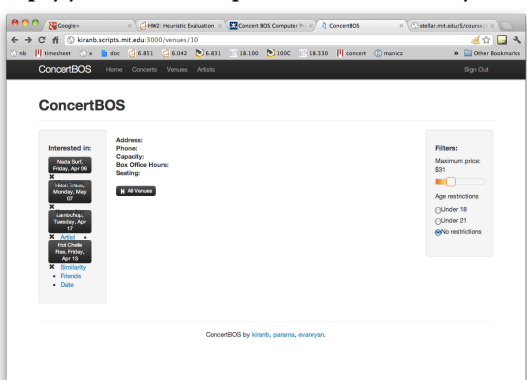 Google+
HW2: Heuristic Evaluation
Concert BOS Computer Pr
ConcertBOS
stellar.mit.edu/S/course/
kiranb.scripts.mit.edu:3000/venues/10
nb timesheet x doc 6.851 6.042 6.831 18.100 100C 18.330 concert manica » Other Bookmarks
ConcertBOS Home Concerts Venues Artists Sign Out
ConcertBOS
Interested in:
Nada Surf,
Friday, Apr 06
Monday, May
07
Tuesday, Apr
17
Artist
Hot Chelle
Rae, Friday,
Apr 13
Similarity
Friends
Date
Address:
Phone:
Capacity:
Box Office Hours:
Seating:
All Venues
Filters:
Maximum price:
$31
Age restrictions
Under 18
Under 21
No restrictions
ConcertBOS by kiranb, parama, evanryan.